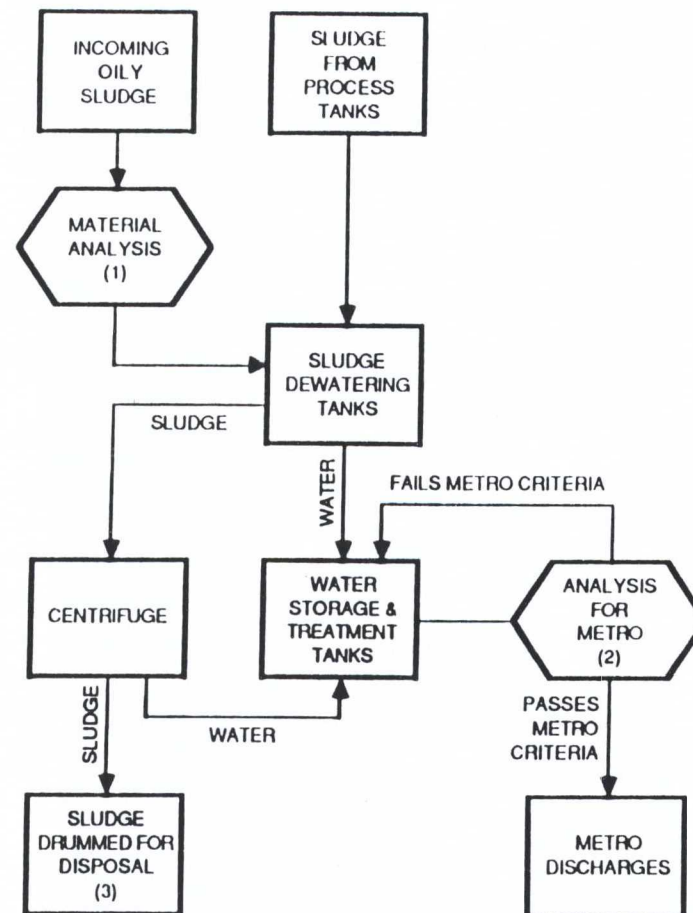 INCOMING
OILY
SLUDGE
SLUDGE
FROM
PROCESS
TANKS
MATERIAL
ANALYSIS
(1)
SLUDGE
DEWATERING
TANKS
SLUDGE
WATER
FAILS METRO CRITERIA
CENTRIFUGE
WATER
STORAGE &
TREATMENT
TANKS
ANALYSIS
FOR
METRO
(2)
SLUDGE
WATER
PASSES
METRO
CRITERIA
SLUDGE
DRUMMED FOR
DISPOSAL
(3)
METRO
DISCHARGES